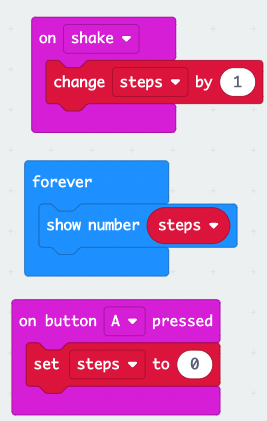 on shake
change steps by 1
forever
show number steps
on button A pressed
set steps to 0